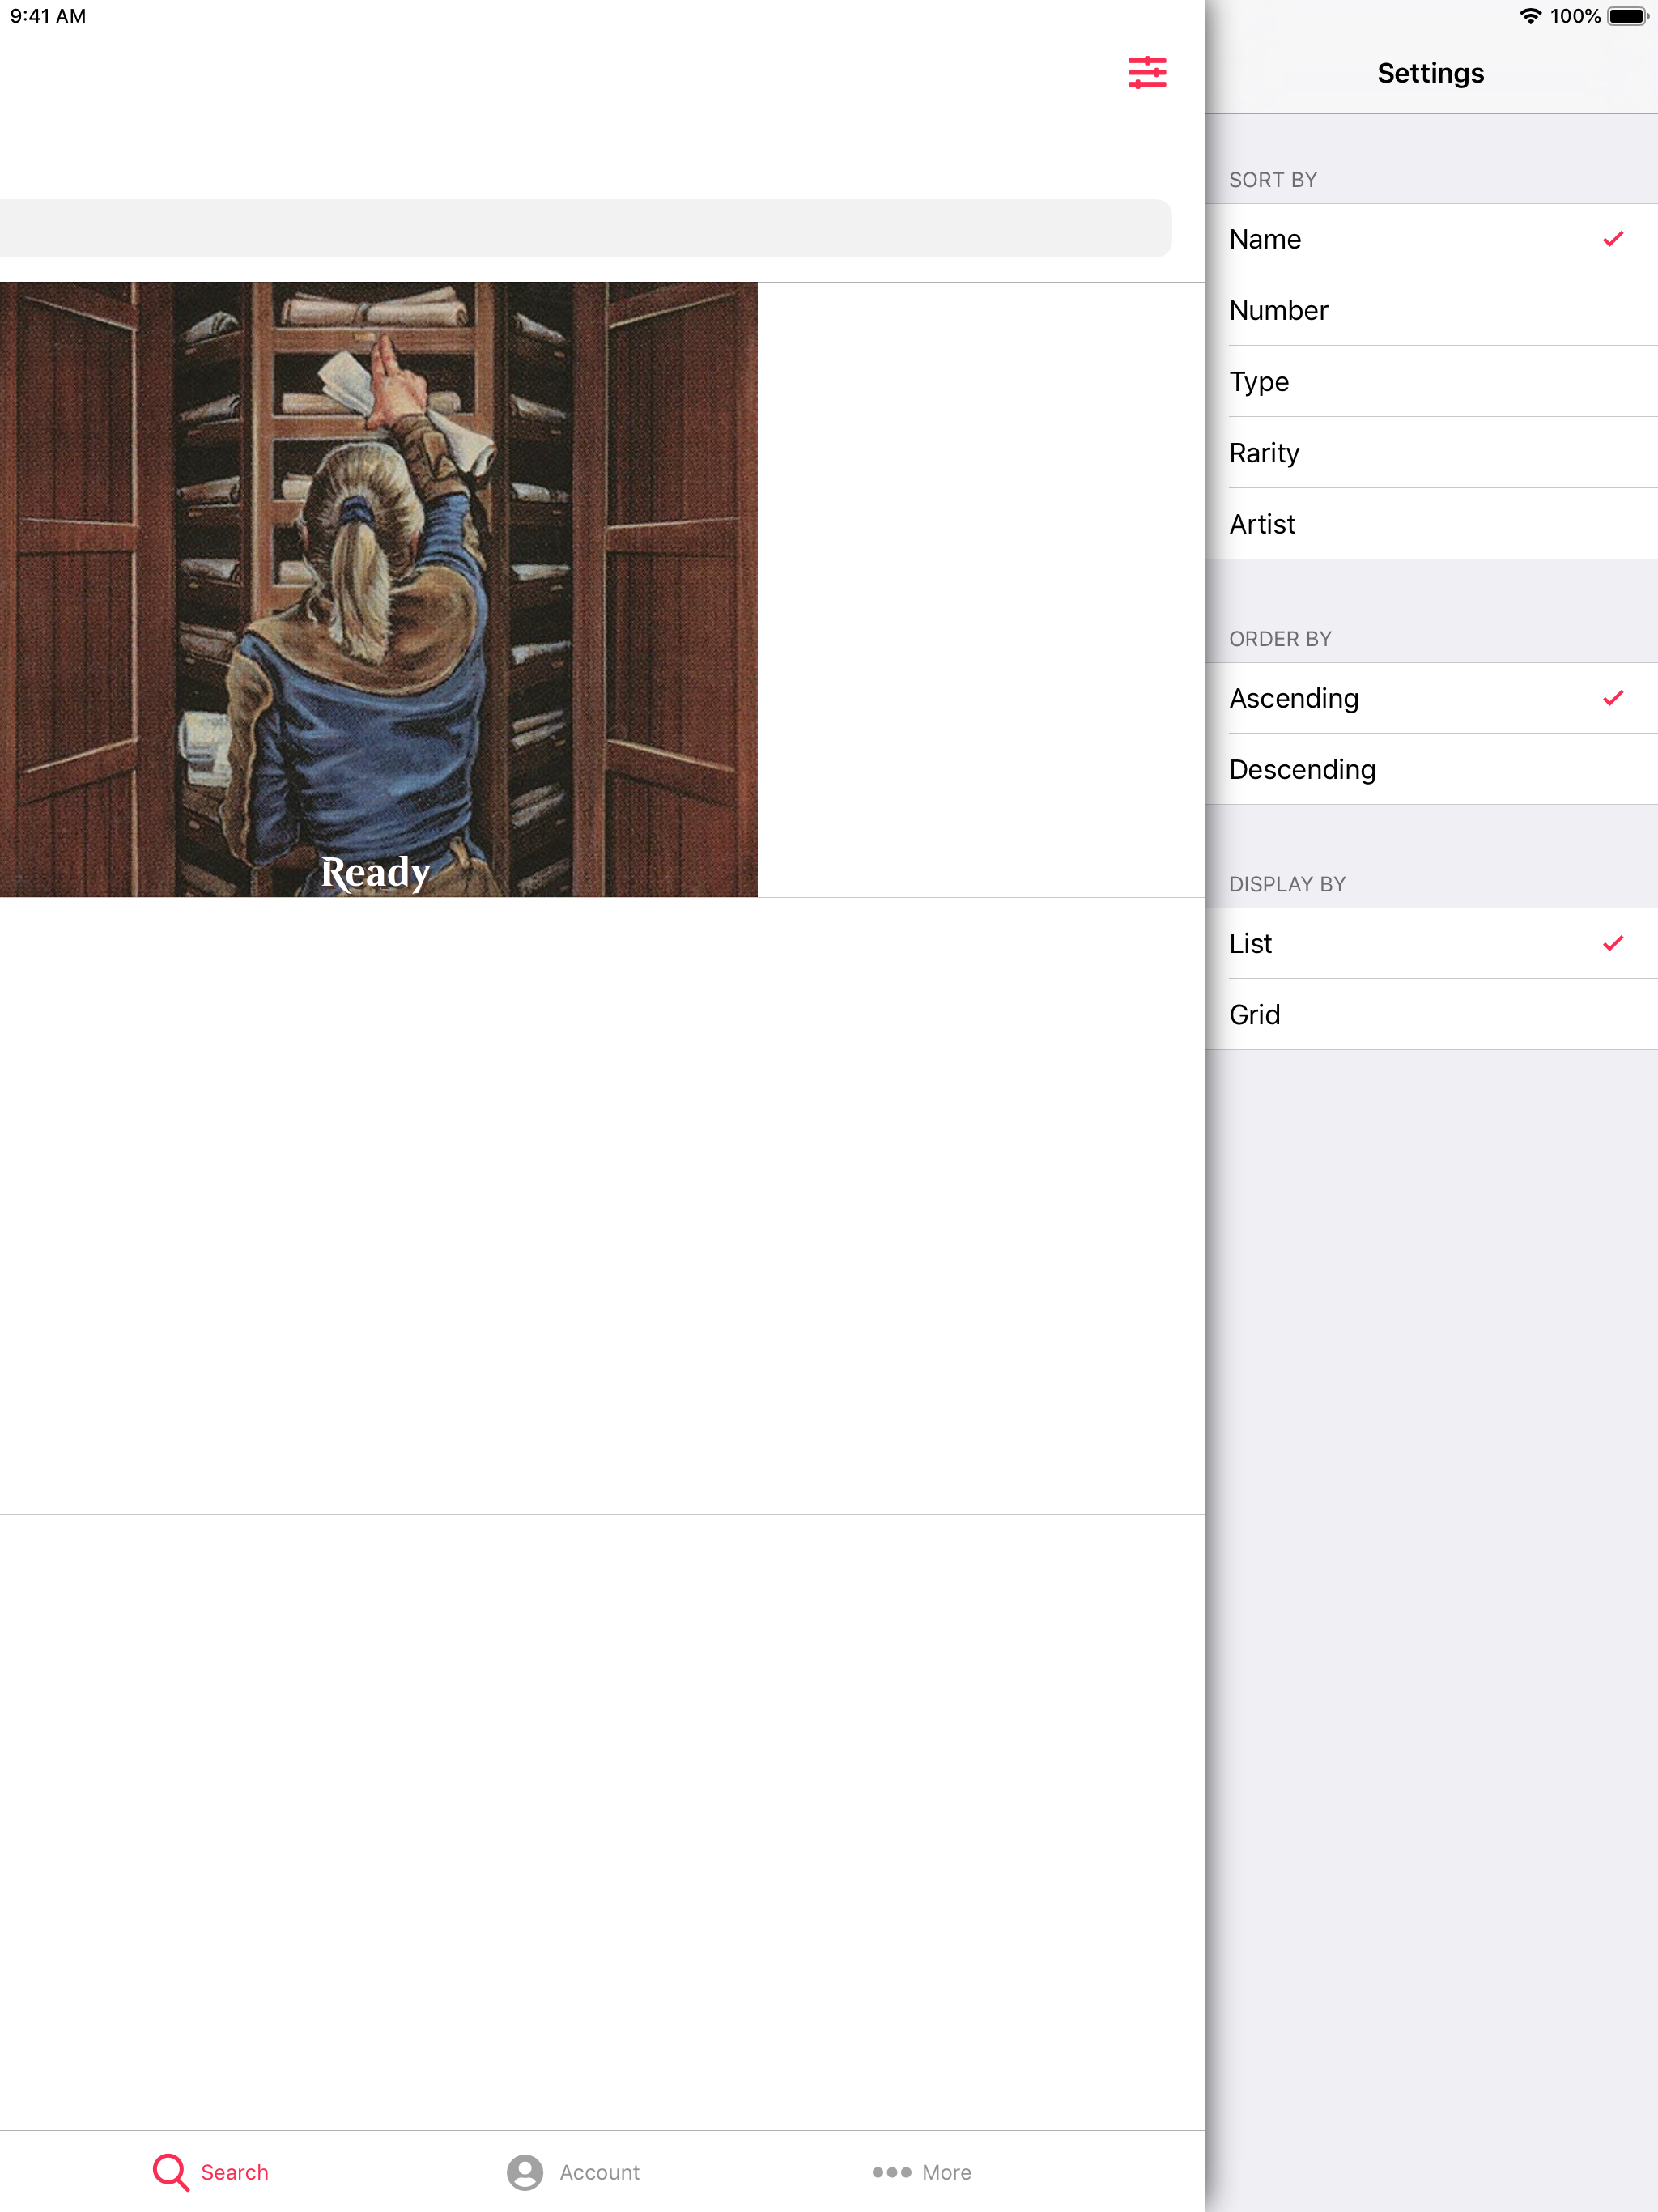 9:41 AM
100%
Settings
SORT BY
Name
Number
Type
Rarity
Artist
ORDER BY
Ascending
Descending
DISPLAY BY
List
Grid
Ready
Search
Account
More